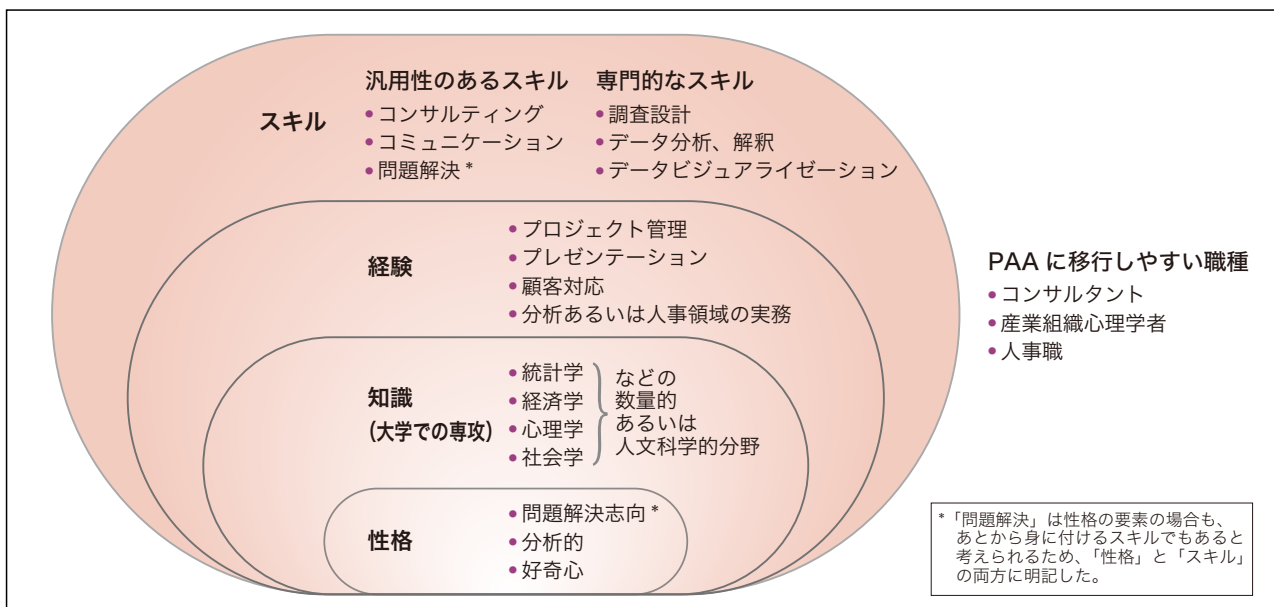 汎用性のあるスキル
専門的なスキル
スキル
•コンサルティング
•コミュニケーション
•問題解決*
•調査設計
•データ分析、解釈
•データビジュアライゼーション
経験
•プロジェクト管理
•プレゼンテーション
•顧客対応
•分析あるいは人事領域の実務
知識
(大学での専攻)
•統計学
•経済学
•心理学
•社会学
などの
数量的
あるいは
人文科学的分野
性格
•問題解決志向*
•分析的
•好奇心
PAAに移行しやすい職種
•コンサルタント
•産業組織心理学者
•人事職
*「問題解決」は性格の要素の場合も、
あとから身に付けるスキルでもあると
考えられるため、「性格」と「スキル」
の両方に明記した。